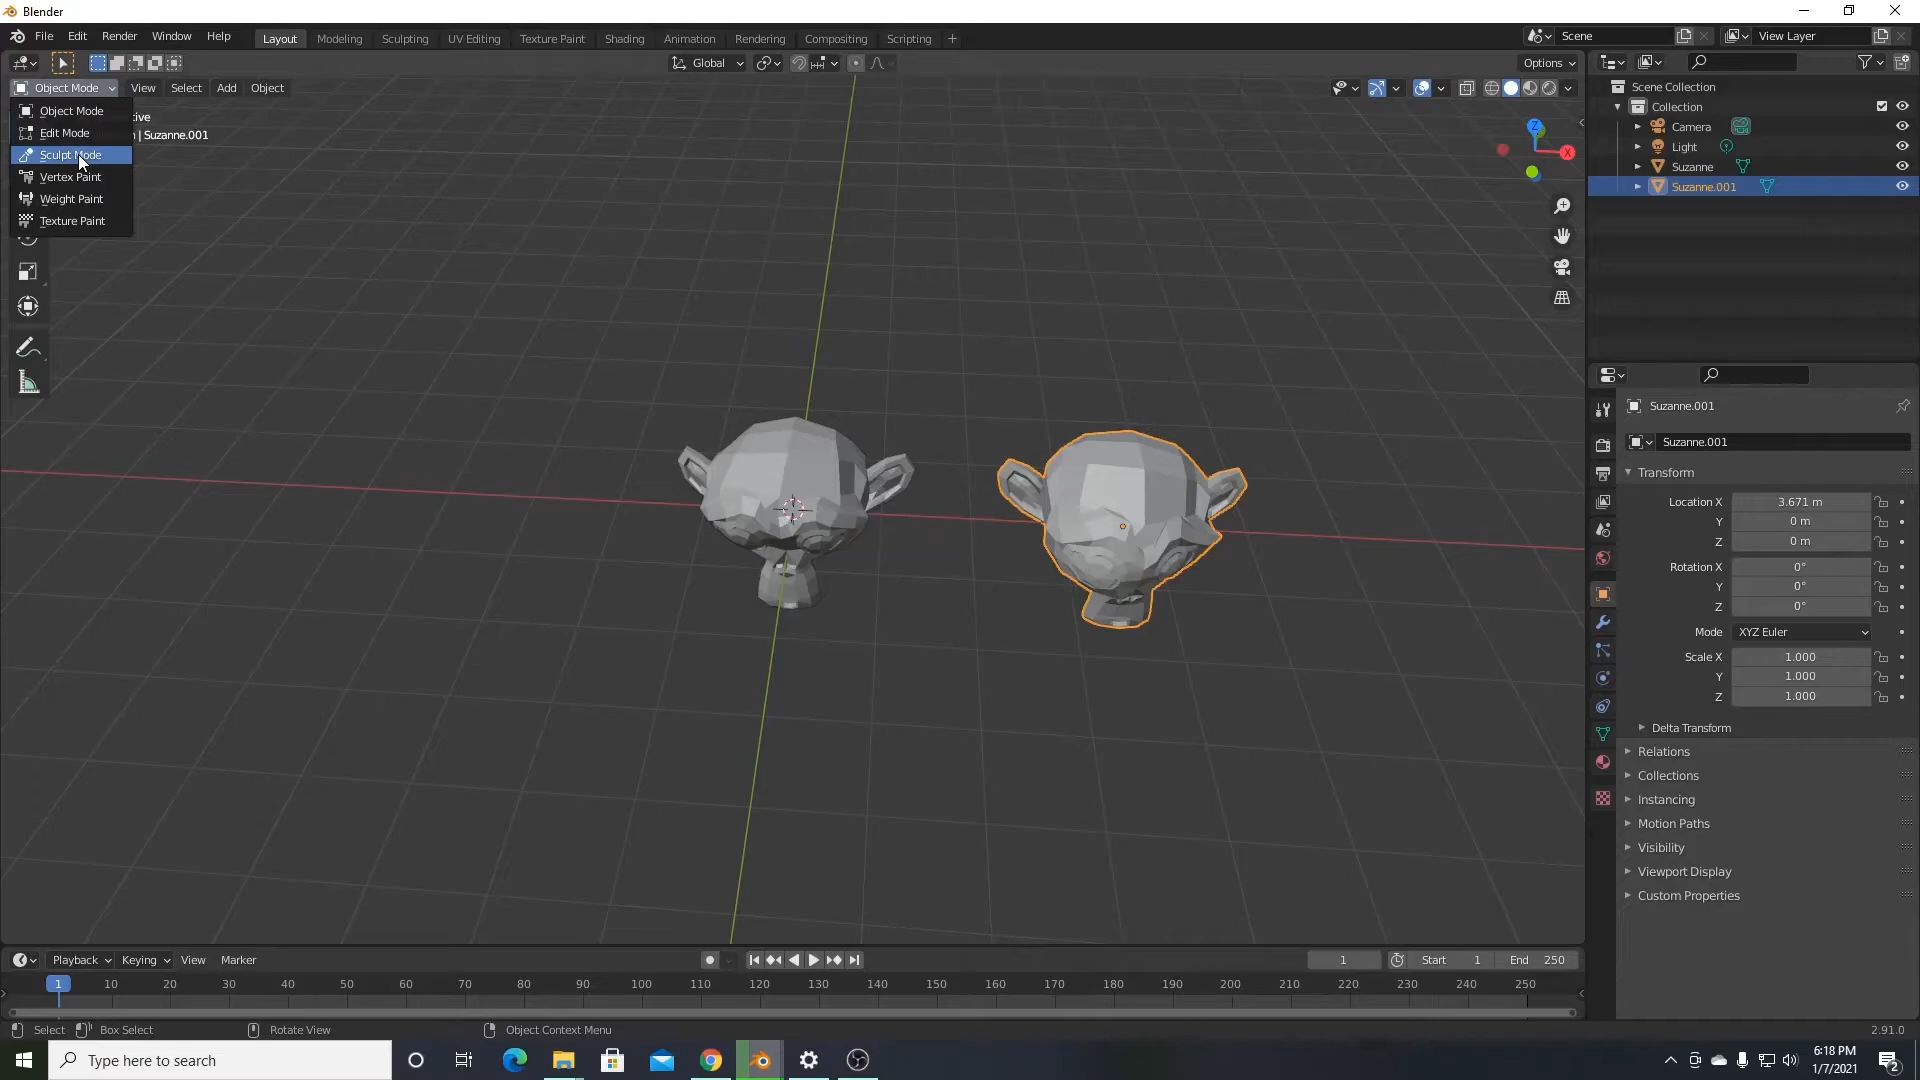 Blender
File Edit Render Window Help
Layout Modeling Sculpting UV Editing Texture Paint Shading Animation Rendering Compositing Scripting +
Scene
View Layer
Global
Options
Object Mode View Select Add Object
Object Mode
Edit Mode
Sculpt Mode
Vertex Paint
Weight Paint
Texture Paint
tive
| Suzanne.001
Z
X
Scene Collection
Collection
Camera
Light
Suzanne
Suzanne.001
Suzanne.001
Suzanne.001
Transform
Location X 3.671 m
Y 0 m
Z 0 m
Rotation X 0°
Y 0°
Z 0°
Mode XYZ Euler
Scale X 1.000
Y 1.000
Z 1.000
Delta Transform
Relations
Collections
Instancing
Motion Paths
Visibility
Viewport Display
Custom Properties
Playback Keying View Marker
1 Start 1 End 250
1 10 20 30 40 50 60 70 80 90 100 110 120 130 140 150 160 170 180 190 200 210 220 230 240 250
Select Box Select Rotate View Object Context Menu 2.91.0
Type here to search
6:18 PM
1/7/2021
2